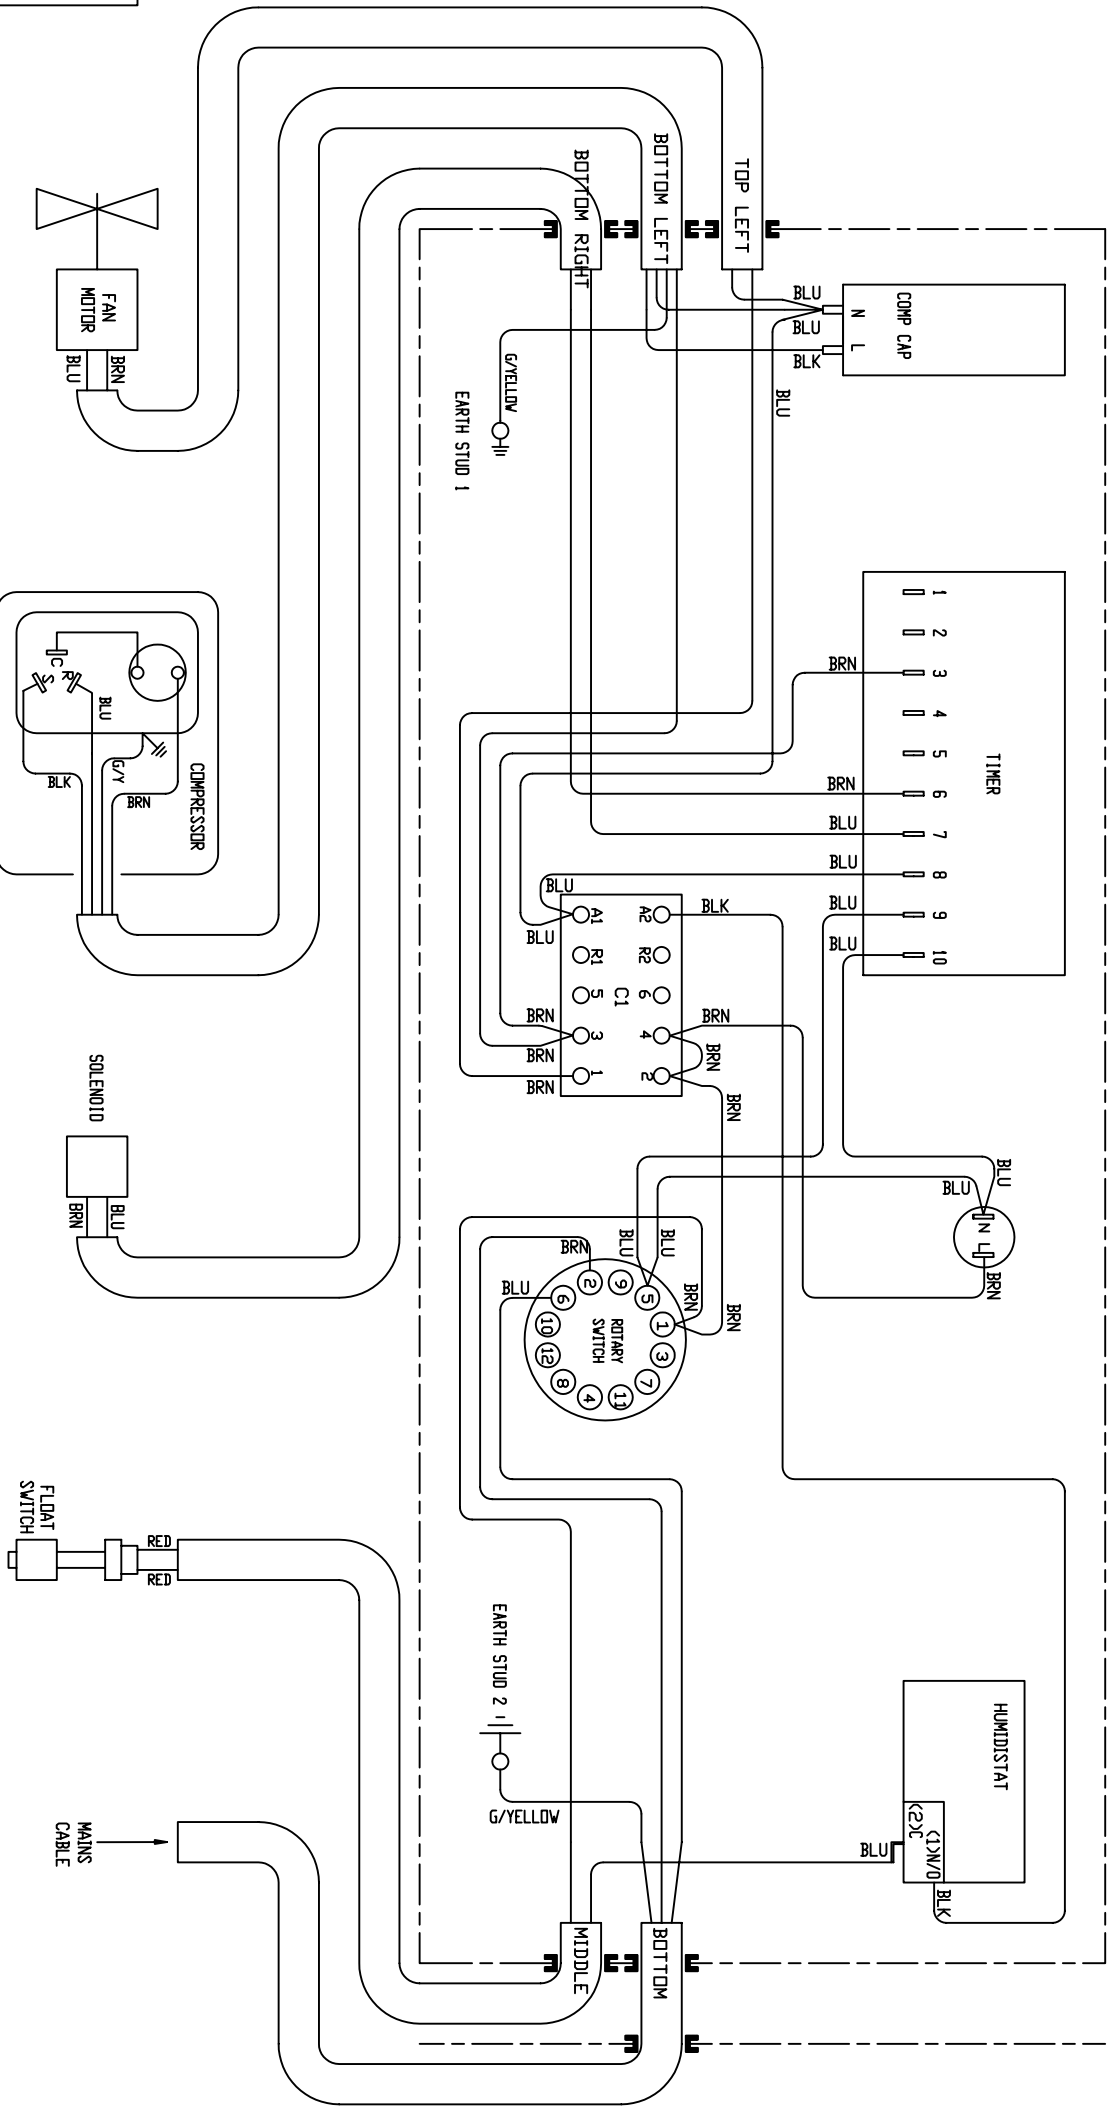 TOP LEFT
BOTTOM LEFT
BOTTOM RIGHT
COMP CAP
N
L
BLU
BLU
BLK
BLU
G/YELLOW
EARTH STUD 1
FAN
MOTOR
BRN
BLU
TIMER
1
2
3
4
5
6
7
8
9
10
BRN
BRN
BLU
BLU
BLU
BLU
COMPRESSOR
C
R
S
BLU
G/Y
BLK
BRN
C1
A1
R1
5
3
1
A2
R2
6
4
2
BLU
BLU
BLK
BRN
BRN
BRN
BRN
BRN
BRN
SOLENOID
BLU
BRN
BLU
BLU
N
L
BRN
BLU
BLU
BRN
BRN
BRN
BLU
ROTARY
SWITCH
1
3
7
11
4
8
12
10
6
2
9
5
FLOAT
SWITCH
RED
RED
EARTH STUD 2
G/YELLOW
HUMIDISTAT
(1)N/O
(2)C
BLU
BLK
MIDDLE
BOTTOM
MAINS
CABLE